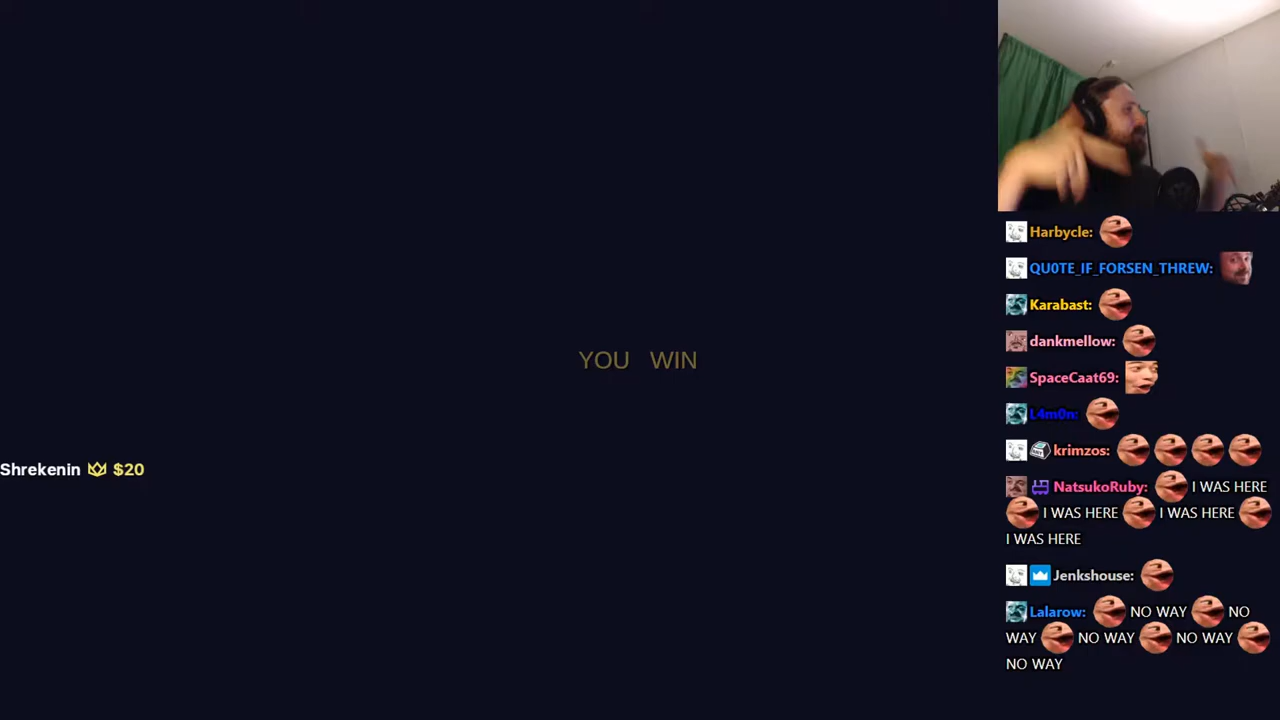 YOU WIN
Shrekenin $20
Harbycle:
QU0TE_IF_FORSEN_THREW:
Karabast:
dankmellow:
SpaceCaat69:
L4m0n:
krimzos:
NatsukoRuby: I WAS HERE
I WAS HERE I WAS HERE
I WAS HERE
Jenkshouse:
Lalarow: NO WAY NO
WAY NO WAY NO WAY
NO WAY